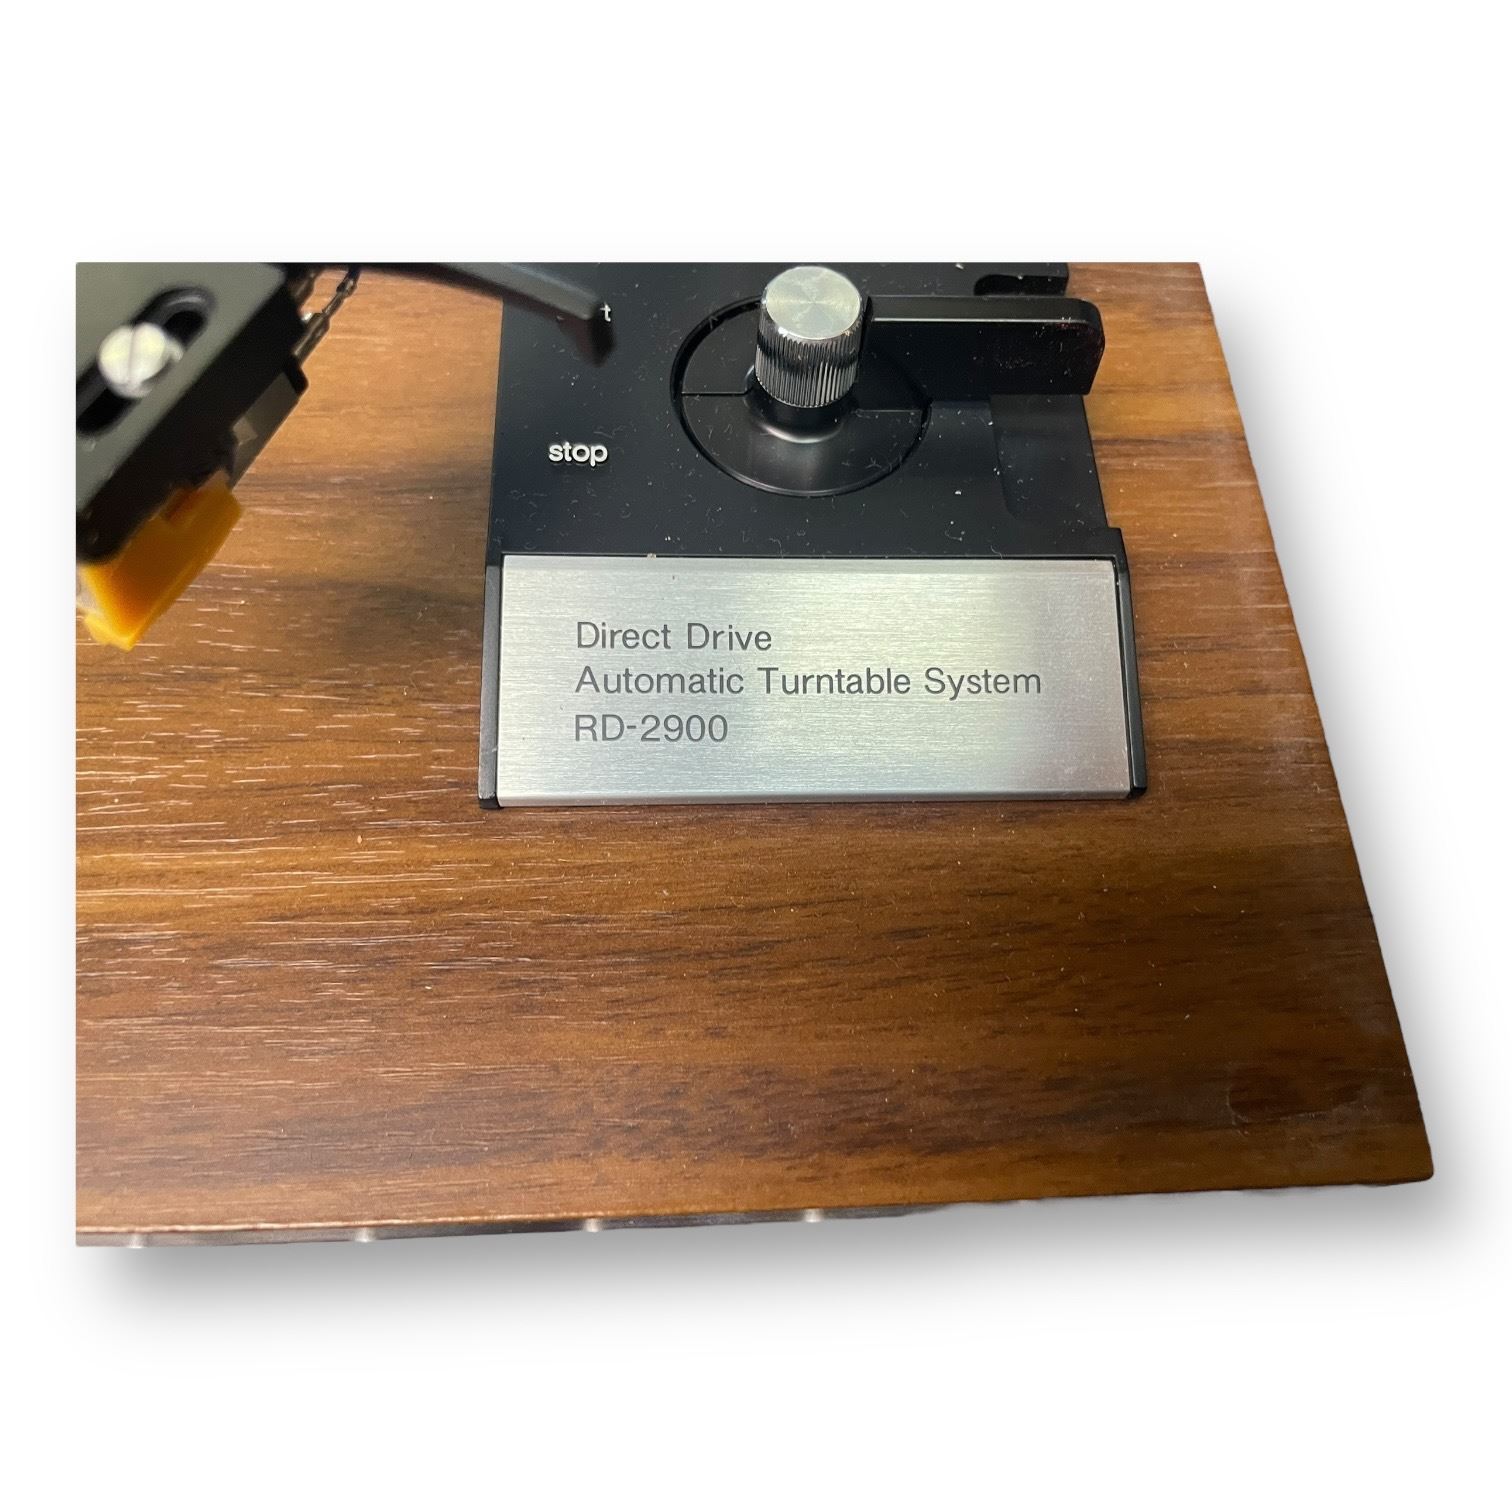 t
stop
Direct Drive
Automatic Turntable System
RD-2900